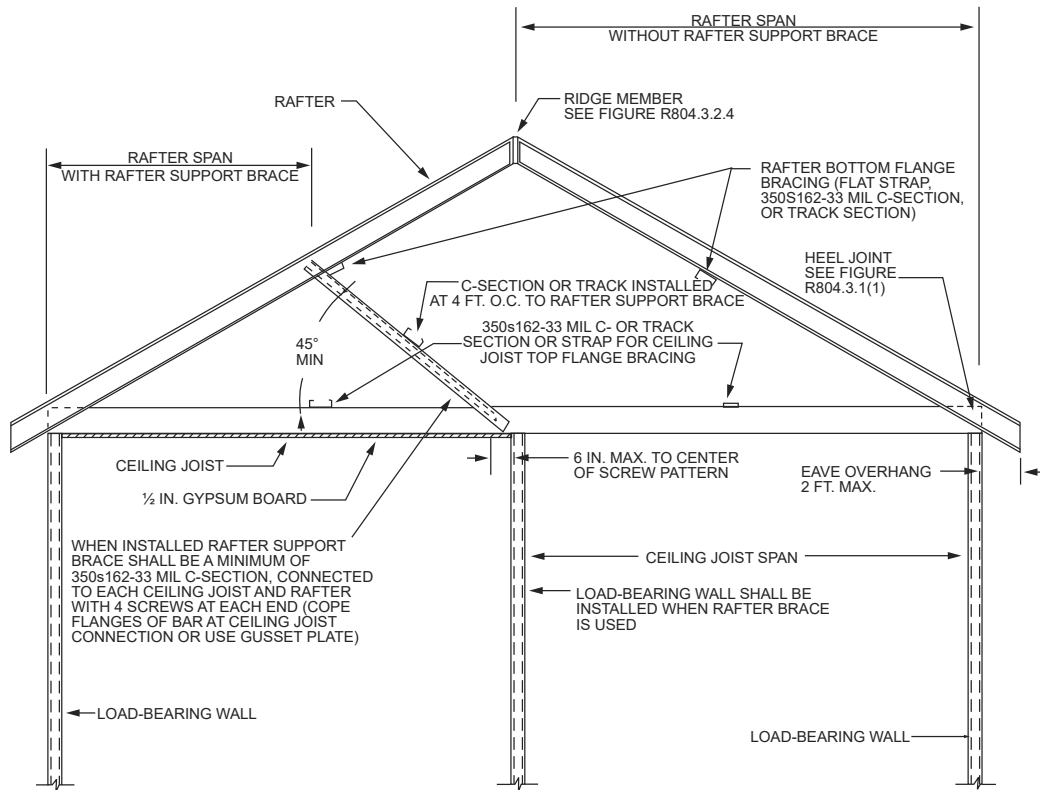 RAFTER SPAN
WITHOUT RAFTER SUPPORT BRACE
RAFTER
RIDGE MEMBER
SEE FIGURE R804.3.2.4
RAFTER SPAN
WITH RAFTER SUPPORT BRACE
RAFTER BOTTOM FLANGE
BRACING (FLAT STRAP,
350S162-33 MIL C-SECTION,
OR TRACK SECTION)
HEEL JOINT
SEE FIGURE
R804.3.1(1)
C-SECTION OR TRACK INSTALLED
AT 4 FT. O.C. TO RAFTER SUPPORT BRACE
350s162-33 MIL C- OR TRACK
SECTION OR STRAP FOR CEILING
JOIST TOP FLANGE BRACING
45°
MIN
CEILING JOIST
½ IN. GYPSUM BOARD
6 IN. MAX. TO CENTER
OF SCREW PATTERN
EAVE OVERHANG
2 FT. MAX.
WHEN INSTALLED RAFTER SUPPORT
BRACE SHALL BE A MINIMUM OF
350s162-33 MIL C-SECTION, CONNECTED
TO EACH CEILING JOIST AND RAFTER
WITH 4 SCREWS AT EACH END (COPE
FLANGES OF BAR AT CEILING JOIST
CONNECTION OR USE GUSSET PLATE)
CEILING JOIST SPAN
LOAD-BEARING WALL SHALL BE
INSTALLED WHEN RAFTER BRACE
IS USED
LOAD-BEARING WALL
LOAD-BEARING WALL